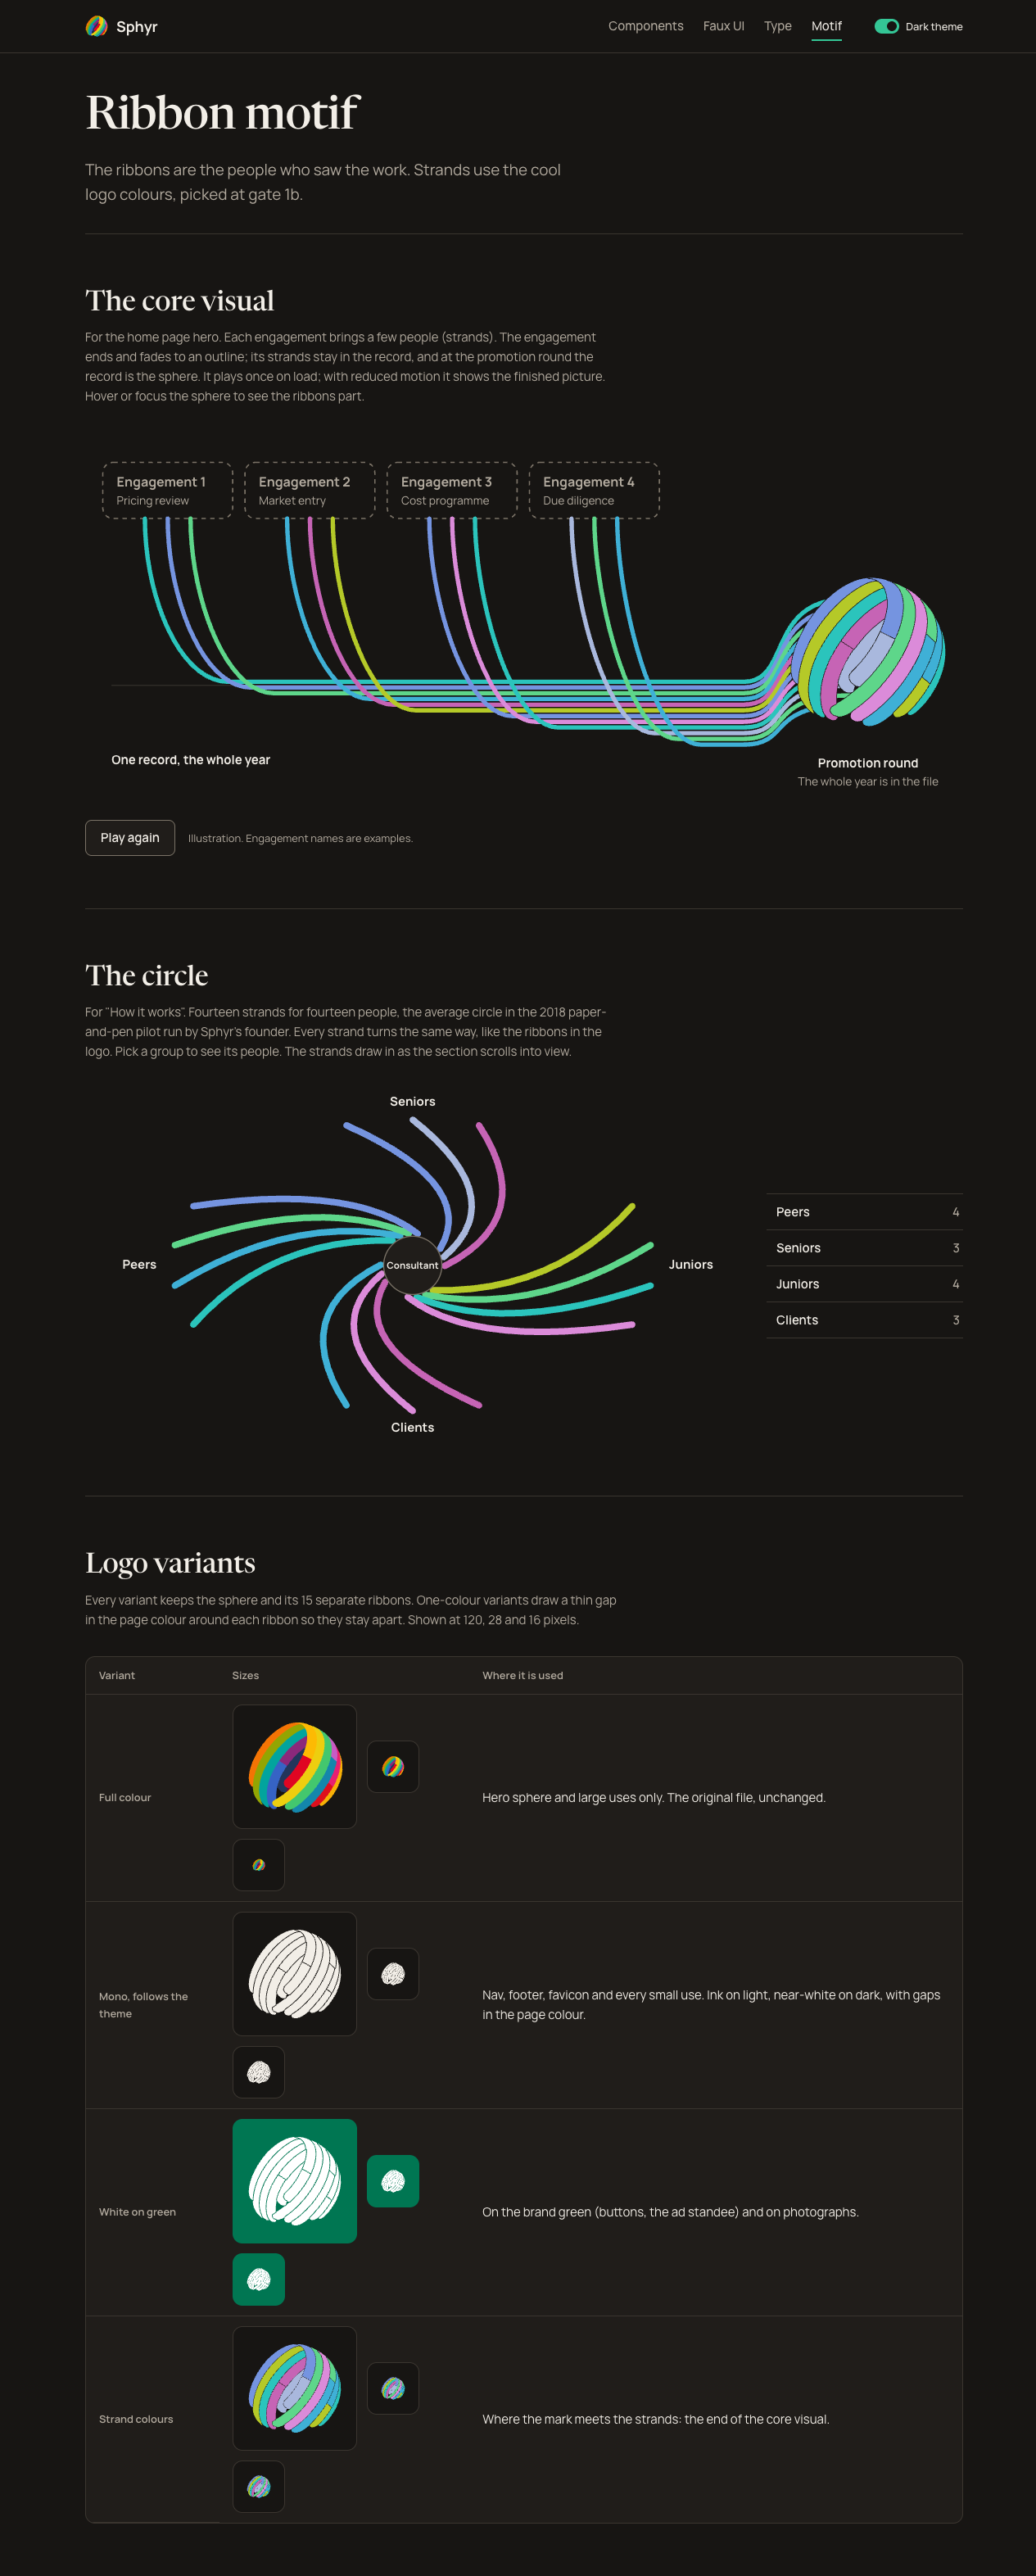 Sphyr
Components
Faux UI
Type
Motif
Dark theme
Ribbon motif
The ribbons are the people who saw the work. Strands use the cool
logo colours, picked at gate 1b.
The core visual
For the home page hero. Each engagement brings a few people (strands). The engagement
ends and fades to an outline; its strands stay in the record, and at the promotion round the
record is the sphere. It plays once on load; with reduced motion it shows the finished picture.
Hover or focus the sphere to see the ribbons part.
Engagement 1
Pricing review
Engagement 2
Market entry
Engagement 3
Cost programme
Engagement 4
Due diligence
One record, the whole year
Promotion round
The whole year is in the file
Play again
Illustration. Engagement names are examples.
The circle
For "How it works". Fourteen strands for fourteen people, the average circle in the 2018 paper-
and-pen pilot run by Sphyr's founder. Every strand turns the same way, like the ribbons in the
logo. Pick a group to see its people. The strands draw in as the section scrolls into view.
Seniors
Peers
Consultant
Juniors
Clients
Peers 4
Seniors 3
Juniors 4
Clients 3
Logo variants
Every variant keeps the sphere and its 15 separate ribbons. One-colour variants draw a thin gap
in the page colour around each ribbon so they stay apart. Shown at 120, 28 and 16 pixels.
Variant
Sizes
Where it is used
Full colour
Hero sphere and large uses only. The original file, unchanged.
Mono, follows the
theme
Nav, footer, favicon and every small use. Ink on light, near-white on dark, with gaps
in the page colour.
White on green
On the brand green (buttons, the ad standee) and on photographs.
Strand colours
Where the mark meets the strands: the end of the core visual.